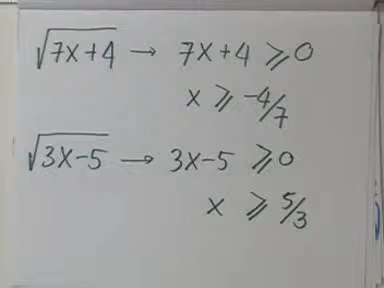 √7x+4 → 7x+4 ⩾ 0
x ⩾ -4/7
√3x-5 → 3x-5 ⩾ 0
x ⩾ 5/3